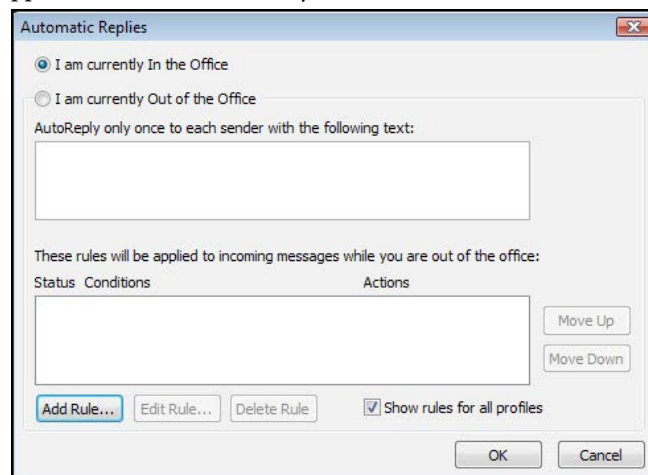 Automatic Replies
I am currently In the Office
I am currently Out of the Office
AutoReply only once to each sender with the following text:
These rules will be applied to incoming messages while you are out of the office:
Status Conditions Actions
Move Up
Move Down
Add Rule... Edit Rule... Delete Rule Show rules for all profiles
OK Cancel